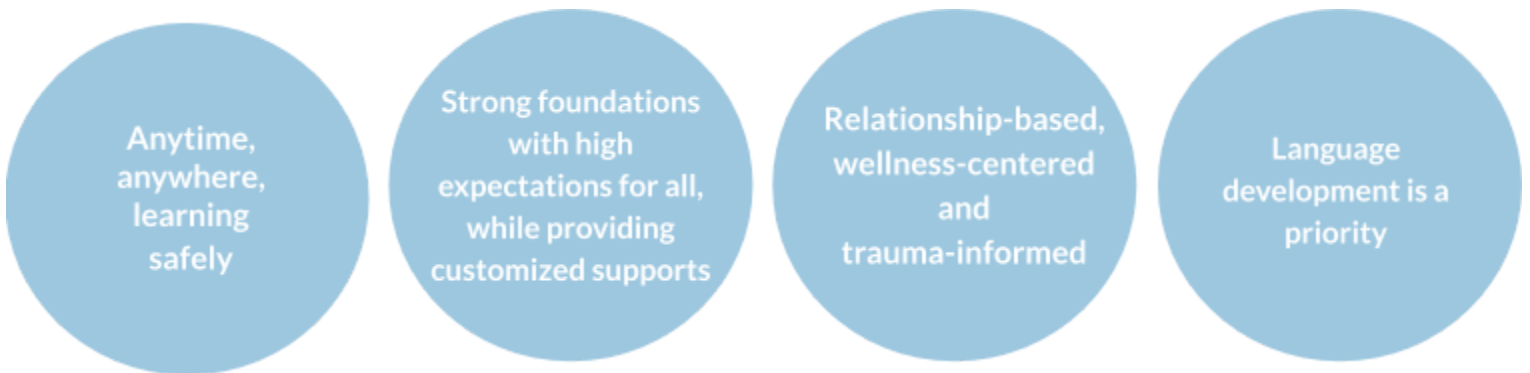 Anytime,
anywhere,
learning
safely
Strong foundations
with high
expectations for all,
while providing
customized supports
Relationship-based,
wellness-centered
and
trauma-informed
Language
development is a
priority